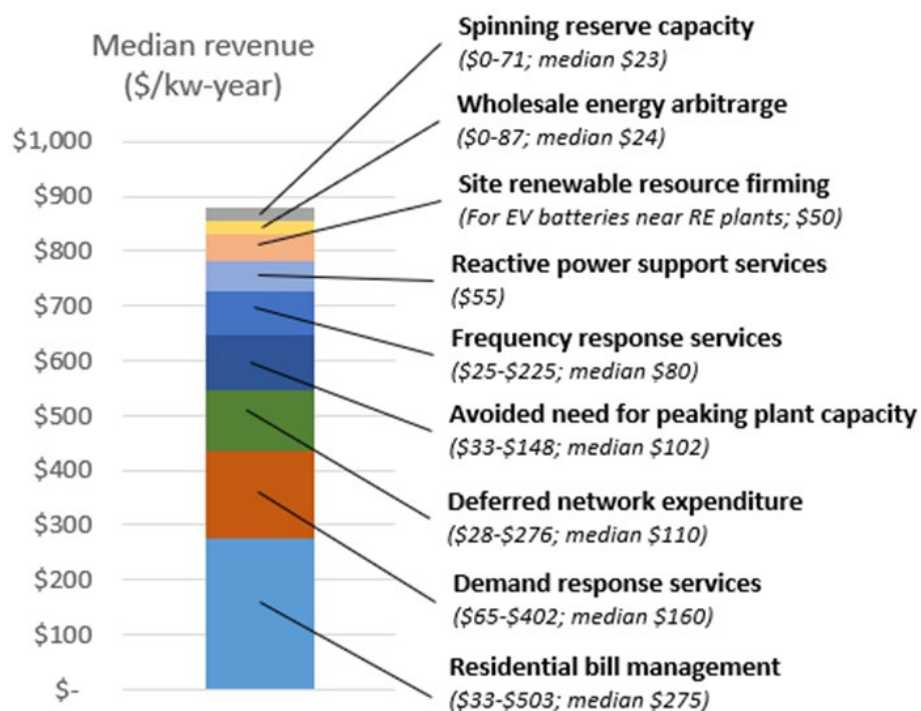 Median revenue
($/kw-year)
$1,000
$900
$800
$700
$600
$500
$400
$300
$200
$100
$-
Spinning reserve capacity
($0-71; median $23)
Wholesale energy arbitrarge
($0-87; median $24)
Site renewable resource firming
(For EV batteries near RE plants; $50)
Reactive power support services
($55)
Frequency response services
($25-$225; median $80)
Avoided need for peaking plant capacity
($33-$148; median $102)
Deferred network expenditure
($28-$276; median $110)
Demand response services
($65-$402; median $160)
Residential bill management
($33-$503; median $275)